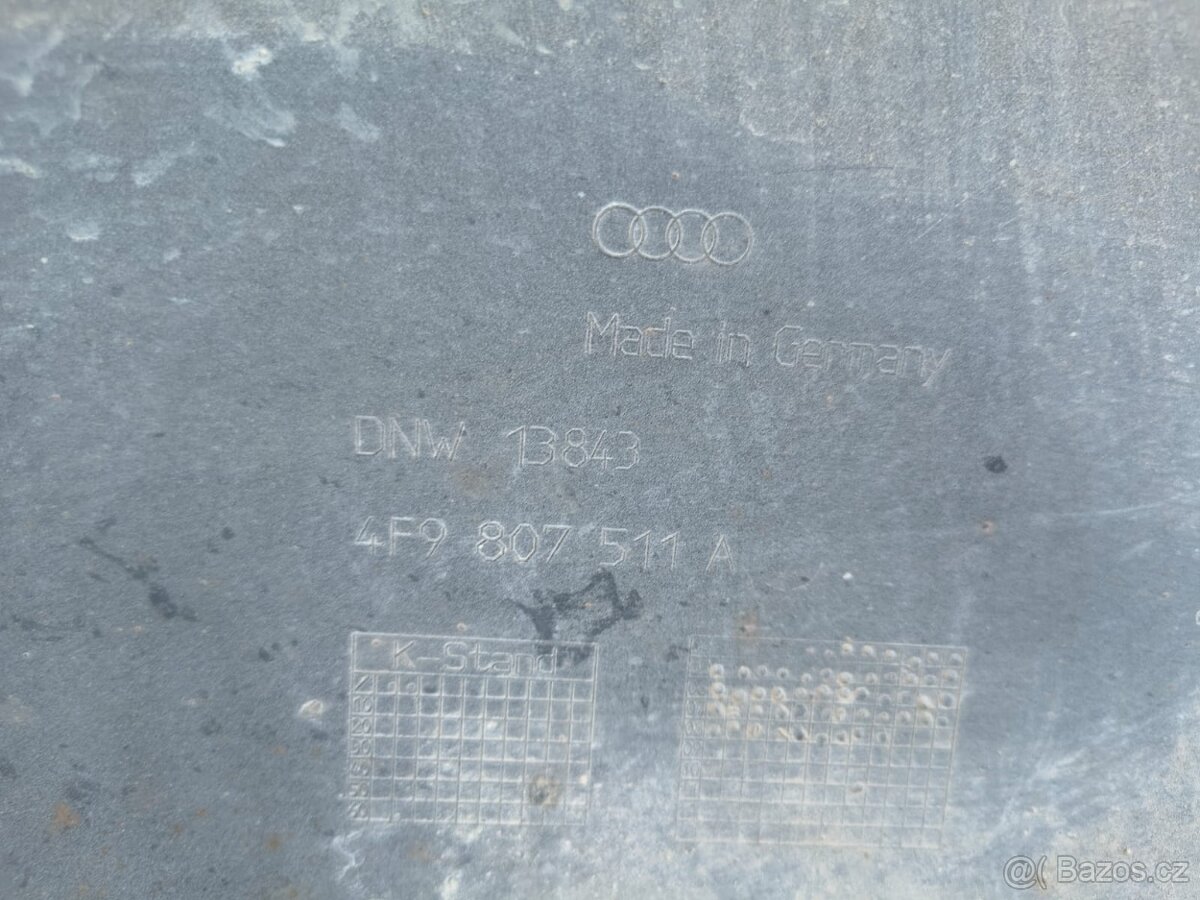 Made in Germany
DNW 13843
4F9 807 511 A
K-Stand
@( Bazos.cz